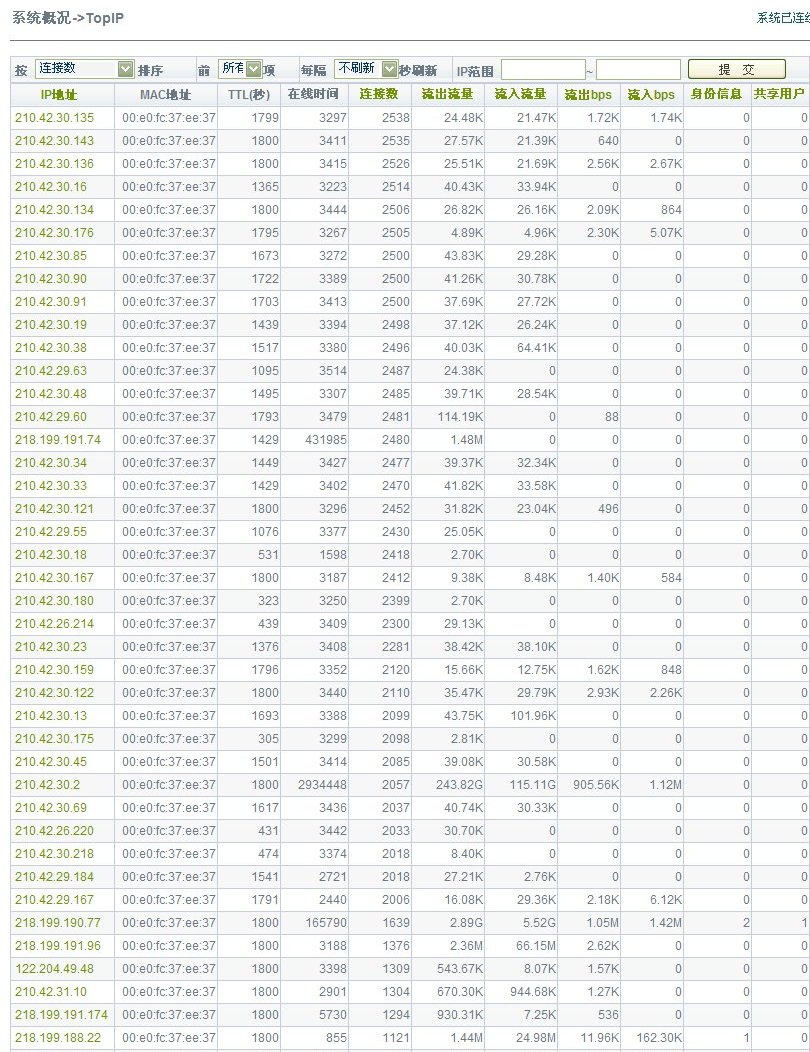 系统概况->TopIP 系统已连续
按 连接数 排序 前 所有 项 每隔 不刷新 秒刷新 IP范围 ~ 提 交
IP地址 MAC地址 TTL(秒) 在线时间 连接数 流出流量 流入流量 流出bps 流入bps 身份信息 共享用户
210.42.30.135 00:e0:fc:37:ee:37 1799 3297 2538 24.48K 21.47K 1.72K 1.74K 0 0
210.42.30.143 00:e0:fc:37:ee:37 1800 3411 2535 27.57K 21.39K 640 0 0 0
210.42.30.136 00:e0:fc:37:ee:37 1800 3415 2526 25.51K 21.69K 2.56K 2.67K 0 0
210.42.30.16 00:e0:fc:37:ee:37 1365 3223 2514 40.43K 33.94K 0 0 0 0
210.42.30.134 00:e0:fc:37:ee:37 1800 3444 2506 26.82K 26.16K 2.09K 864 0 0
210.42.30.176 00:e0:fc:37:ee:37 1795 3267 2505 4.89K 4.96K 2.30K 5.07K 0 0
210.42.30.85 00:e0:fc:37:ee:37 1673 3272 2500 43.83K 29.28K 0 0 0 0
210.42.30.90 00:e0:fc:37:ee:37 1722 3389 2500 41.26K 30.78K 0 0 0 0
210.42.30.91 00:e0:fc:37:ee:37 1703 3413 2500 37.69K 27.72K 0 0 0 0
210.42.30.19 00:e0:fc:37:ee:37 1439 3394 2498 37.12K 26.24K 0 0 0 0
210.42.30.38 00:e0:fc:37:ee:37 1517 3380 2496 40.03K 64.41K 0 0 0 0
210.42.29.63 00:e0:fc:37:ee:37 1095 3514 2487 24.38K 0 0 0 0 0
210.42.30.48 00:e0:fc:37:ee:37 1495 3307 2485 39.71K 28.54K 0 0 0 0
210.42.29.60 00:e0:fc:37:ee:37 1793 3479 2481 114.19K 0 88 0 0 0
218.199.191.74 00:e0:fc:37:ee:37 1429 431985 2480 1.48M 0 0 0 0 0
210.42.30.34 00:e0:fc:37:ee:37 1449 3427 2477 39.37K 32.34K 0 0 0 0
210.42.30.33 00:e0:fc:37:ee:37 1429 3402 2470 41.82K 33.58K 0 0 0 0
210.42.30.121 00:e0:fc:37:ee:37 1800 3296 2452 31.82K 23.04K 496 0 0 0
210.42.29.55 00:e0:fc:37:ee:37 1076 3377 2430 25.05K 0 0 0 0 0
210.42.30.18 00:e0:fc:37:ee:37 531 1598 2418 2.70K 0 0 0 0 0
210.42.30.167 00:e0:fc:37:ee:37 1800 3187 2412 9.38K 8.48K 1.40K 584 0 0
210.42.30.180 00:e0:fc:37:ee:37 323 3250 2399 2.70K 0 0 0 0 0
210.42.26.214 00:e0:fc:37:ee:37 439 3409 2300 29.13K 0 0 0 0 0
210.42.30.23 00:e0:fc:37:ee:37 1376 3408 2281 38.42K 38.10K 0 0 0 0
210.42.30.159 00:e0:fc:37:ee:37 1796 3352 2120 15.66K 12.75K 1.62K 848 0 0
210.42.30.122 00:e0:fc:37:ee:37 1800 3440 2110 35.47K 29.79K 2.93K 2.26K 0 0
210.42.30.13 00:e0:fc:37:ee:37 1693 3388 2099 43.75K 101.96K 0 0 0 0
210.42.30.175 00:e0:fc:37:ee:37 305 3299 2098 2.81K 0 0 0 0 0
210.42.30.45 00:e0:fc:37:ee:37 1501 3414 2085 39.08K 30.58K 0 0 0 0
210.42.30.2 00:e0:fc:37:ee:37 1800 2934448 2057 243.82G 115.11G 905.56K 1.12M 0 0
210.42.30.69 00:e0:fc:37:ee:37 1617 3436 2037 40.74K 30.33K 0 0 0 0
210.42.26.220 00:e0:fc:37:ee:37 431 3442 2033 30.70K 0 0 0 0 0
210.42.30.218 00:e0:fc:37:ee:37 474 3374 2018 8.40K 0 0 0 0 0
210.42.29.184 00:e0:fc:37:ee:37 1541 2721 2018 27.21K 2.76K 0 0 0 0
210.42.29.167 00:e0:fc:37:ee:37 1791 2440 2006 16.08K 29.36K 2.18K 6.12K 0 0
218.199.190.77 00:e0:fc:37:ee:37 1800 165790 1639 2.89G 5.52G 1.05M 1.42M 2 1
218.199.191.96 00:e0:fc:37:ee:37 1800 3188 1376 2.36M 66.15M 2.62K 0 0 0
122.204.49.48 00:e0:fc:37:ee:37 1800 3398 1309 543.67K 8.07K 1.57K 0 0 0
210.42.31.10 00:e0:fc:37:ee:37 1800 2901 1304 670.30K 944.68K 1.27K 0 0 0
218.199.191.174 00:e0:fc:37:ee:37 1800 5730 1294 930.31K 7.25K 536 0 0 0
218.199.188.22 00:e0:fc:37:ee:37 1800 855 1121 1.44M 24.98M 11.96K 162.30K 1 0